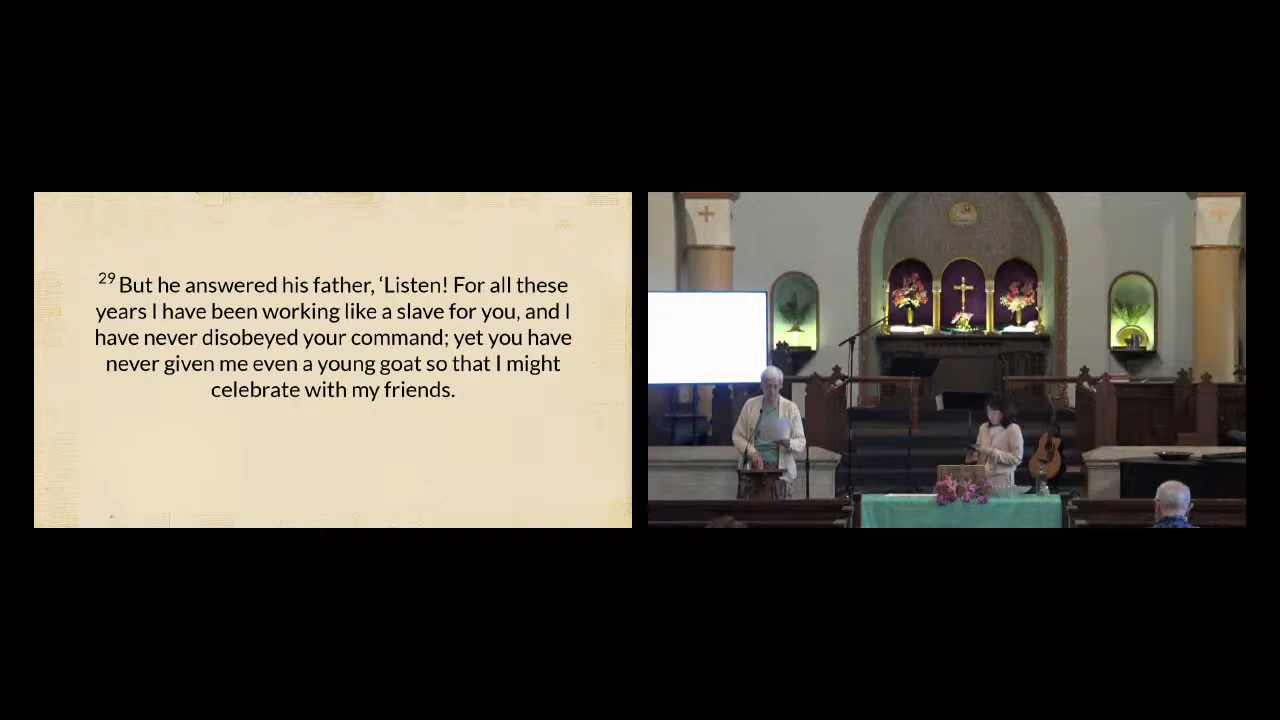 29 But he answered his father, ‘Listen! For all these
years I have been working like a slave for you, and I
have never disobeyed your command; yet you have
never given me even a young goat so that I might
celebrate with my friends.